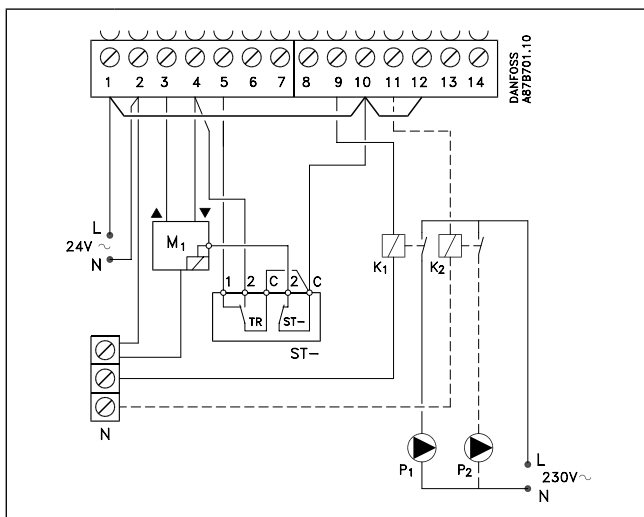 1 2 3 4 5 6 7 8 9 10 11 12 13 14
DANFOSS
A87B701.10
L
24V ~
N
M1
1 2 C 2 C
TR ST-
ST-
K1 K2
N
P1 P2
L
230V~
N